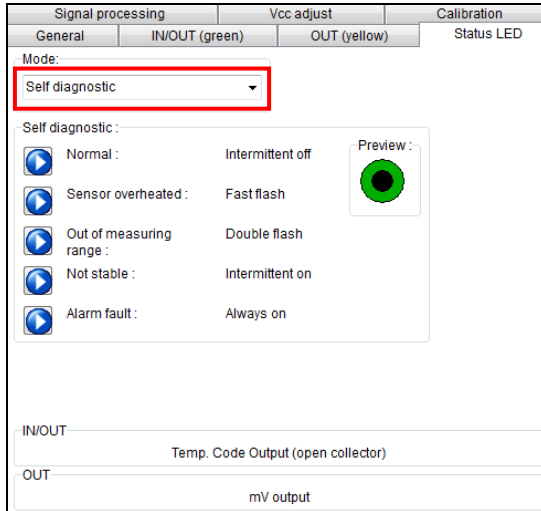 Signal processing Vcc adjust Calibration
General IN/OUT (green) OUT (yellow) Status LED
Mode:
Self diagnostic
Self diagnostic :
Preview :
Normal : Intermittent off
Sensor overheated : Fast flash
Out of measuring range : Double flash
Not stable : Intermittent on
Alarm fault : Always on
IN/OUT
Temp. Code Output (open collector)
OUT
mV output